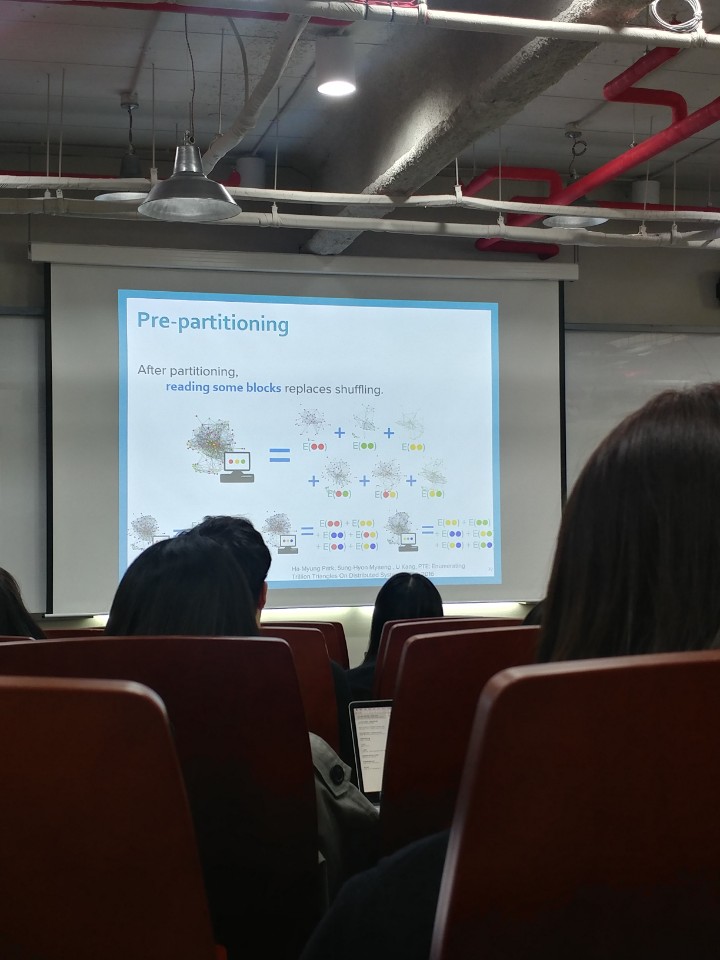 Pre-partitioning
After partitioning,
reading some blocks replaces shuffling.
= + +
E(●●) E(●●) E(●●)
+ + +
E(●●) E(●●) E(●●)
= E(●●) + E(●●)
+ E(●●) + E(●●)
+ E(●●) + E(●●)
= E(●●) + E(●●)
+ E(●●) + E(●●)
+ E(●●) + E(●●)
Ha-Myung Park, Sung-Hyon Myaeng, U Kang, PTE: Enumerating
Trillion Triangles On Distributed 2016